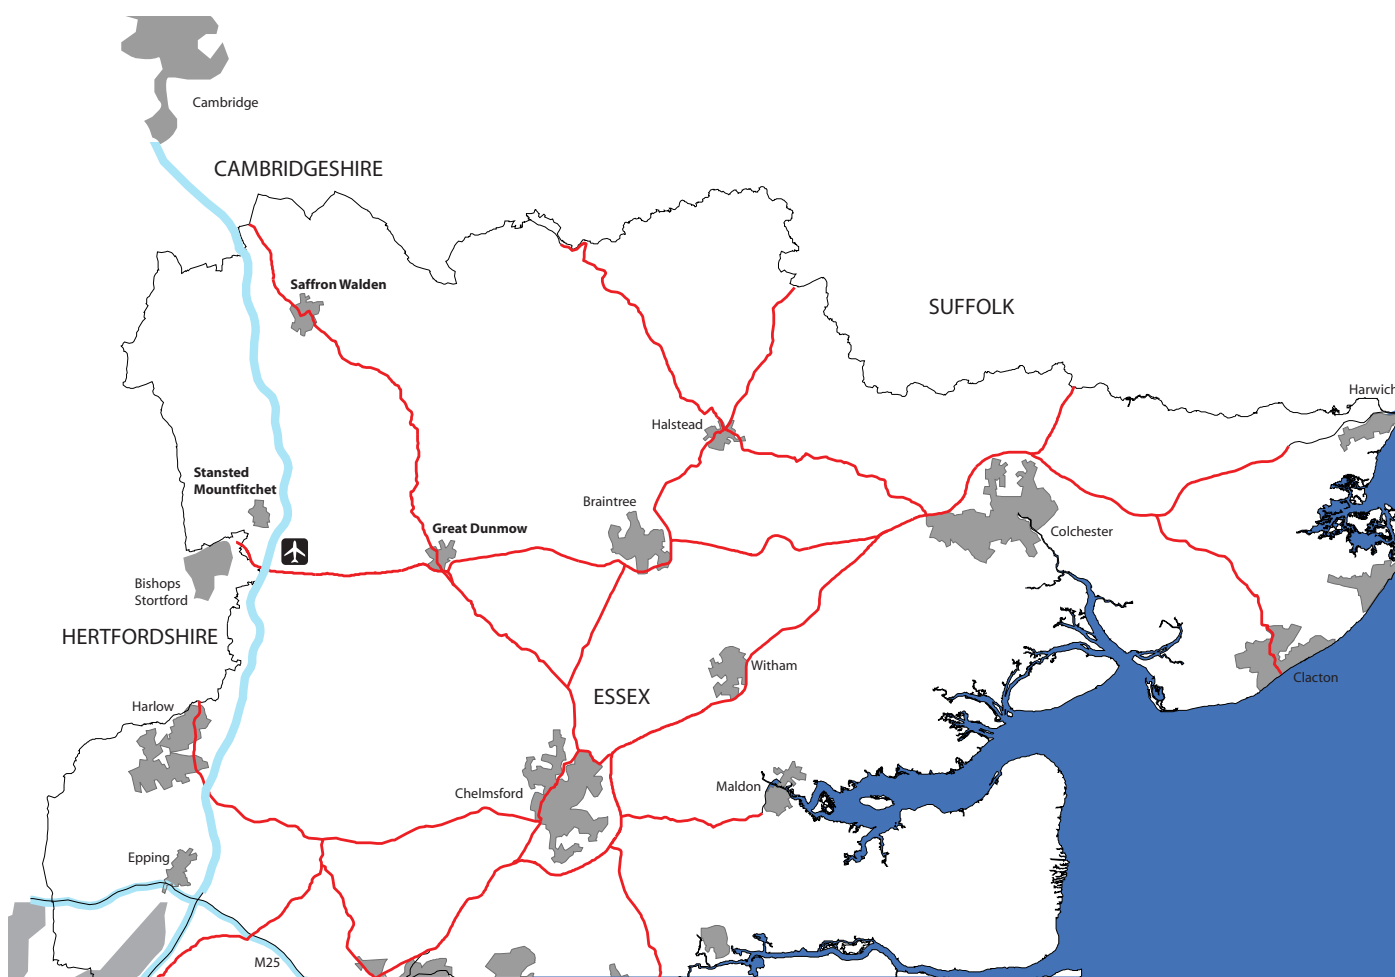 Cambridge
CAMBRIDGESHIRE
Saffron Walden
SUFFOLK
Harwich
Halstead
Stansted
Mountfitchet
Braintree
Great Dunmow
Colchester
Bishops
Stortford
HERTFORDSHIRE
Witham
Clacton
ESSEX
Harlow
Maldon
Chelmsford
Epping
M25